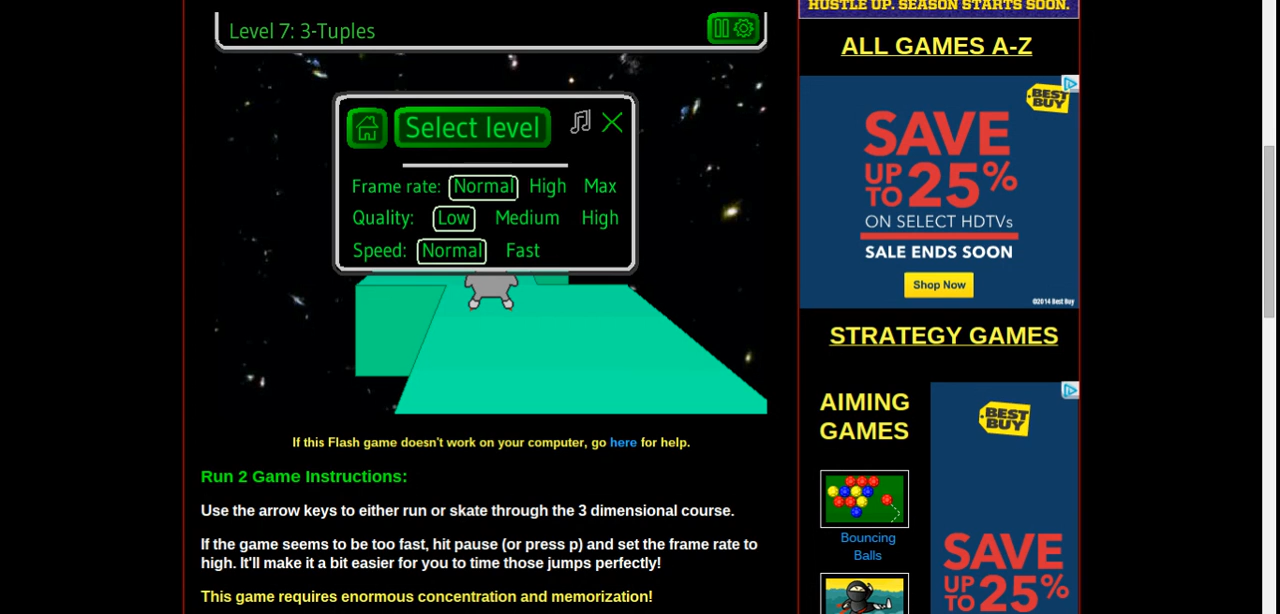 Level 7: 3-Tuples
Select level
Frame rate: Normal High Max
Quality: Low Medium High
Speed: Normal Fast
If this Flash game doesn't work on your computer, go here for help.
Run 2 Game Instructions:
Use the arrow keys to either run or skate through the 3 dimensional course.
If the game seems to be too fast, hit pause (or press p) and set the frame rate to
high. It'll make it a bit easier for you to time those jumps perfectly!
This game requires enormous concentration and memorization!
HUSTLE UP. SEASON STARTS SOON.
ALL GAMES A-Z
BEST
BUY
SAVE
UP TO 25%
ON SELECT HDTVs
SALE ENDS SOON
Shop Now
©2014 Best Buy
STRATEGY GAMES
AIMING
GAMES
Bouncing
Balls
BEST
BUY
SAVE
UP TO 25%